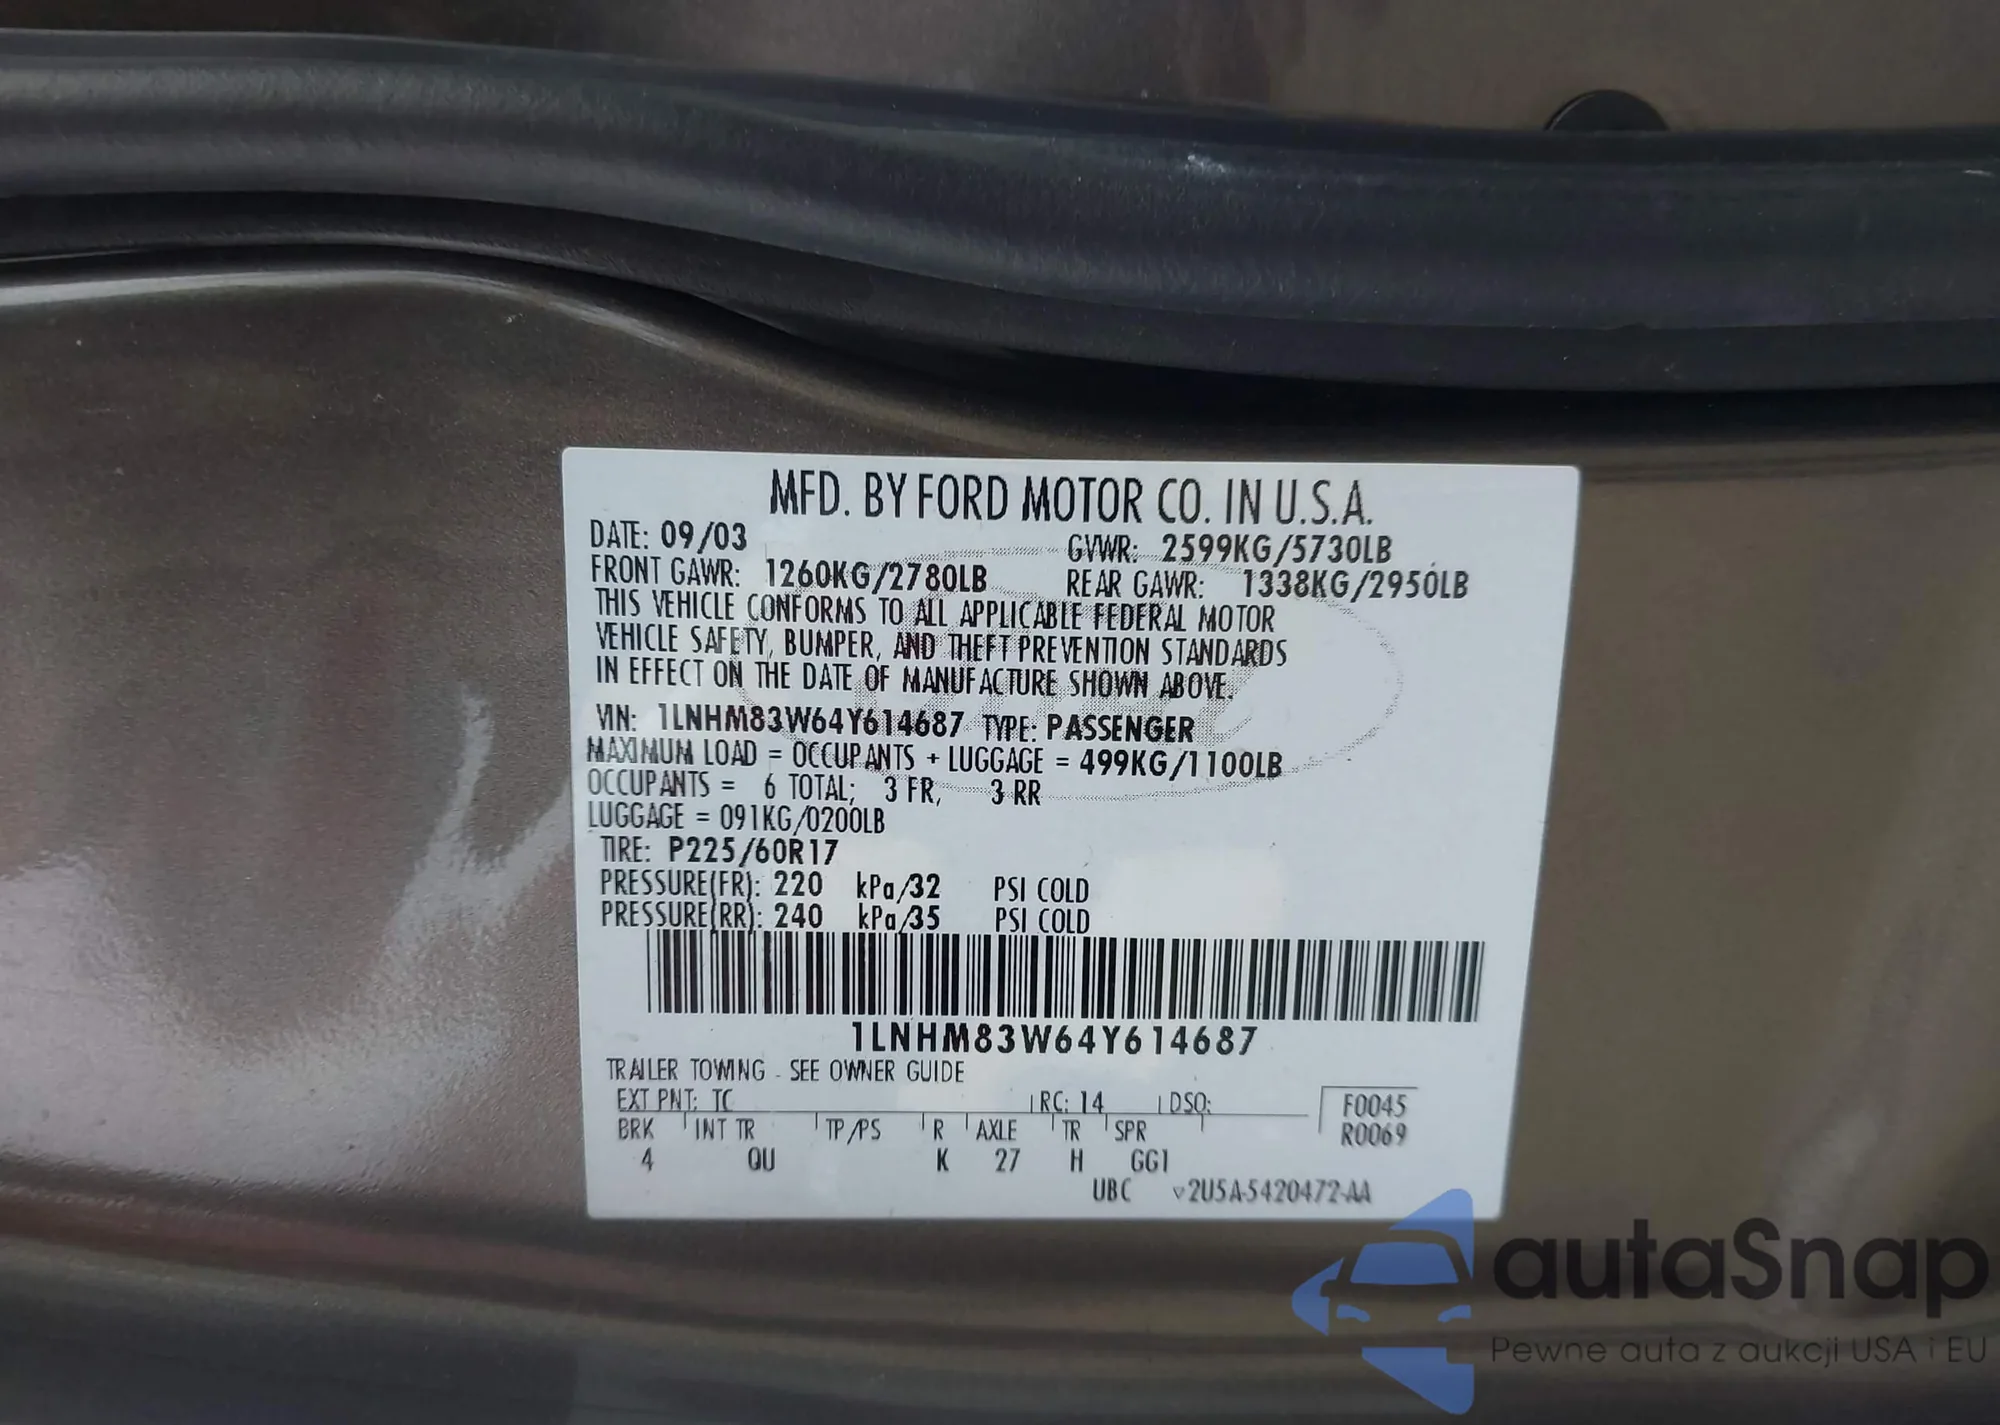 MFD. BY FORD MOTOR CO. IN U.S.A.
DATE: 09/03 GVWR: 2599KG/5730LB
FRONT GAWR: 1260KG/2780LB REAR GAWR: 1338KG/2950LB
THIS VEHICLE CONFORMS TO ALL APPLICABLE FEDERAL MOTOR
VEHICLE SAFETY, BUMPER, AND THEFT PREVENTION STANDARDS
IN EFFECT ON THE DATE OF MANUFACTURE SHOWN ABOVE.
VIN: 1LNHM83W64Y614687 TYPE: PASSENGER
MAXIMUM LOAD = OCCUPANTS + LUGGAGE = 499KG/1100LB
OCCUPANTS = 6 TOTAL; 3 FR, 3 RR
LUGGAGE = 091KG/0200LB
TIRE: P225/60R17
PRESSURE(FR): 220 kPa/32 PSI COLD
PRESSURE(RR): 240 kPa/35 PSI COLD
1LNHM83W64Y614687
TRAILER TOWING - SEE OWNER GUIDE
EXT PNT: TC RC: 14 DSO: F0045
BRK INT TR TP/PS R AXLE TR SPR R0069
4 QU K 27 H GG1
UBC ▽2U5A-5420472-AA
autaSnap
Pewne auta z aukcji USA i EU